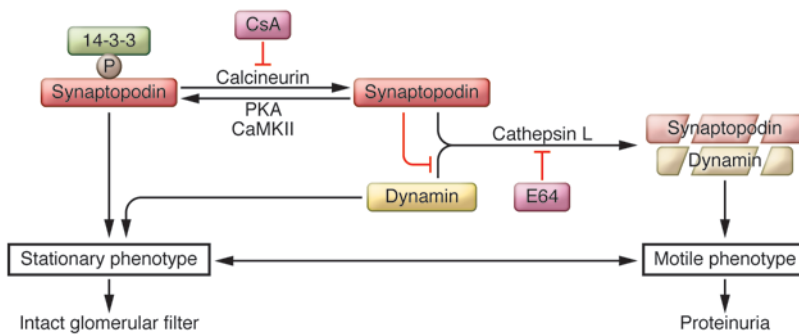 CsA
14-3-3
P
Calcineurin
Synaptopodin
Synaptopodin
PKA
CaMKII
Cathepsin L
Synaptopodin
Dynamin
Dynamin
E64
Stationary phenotype
Motile phenotype
Intact glomerular filter
Proteinuria